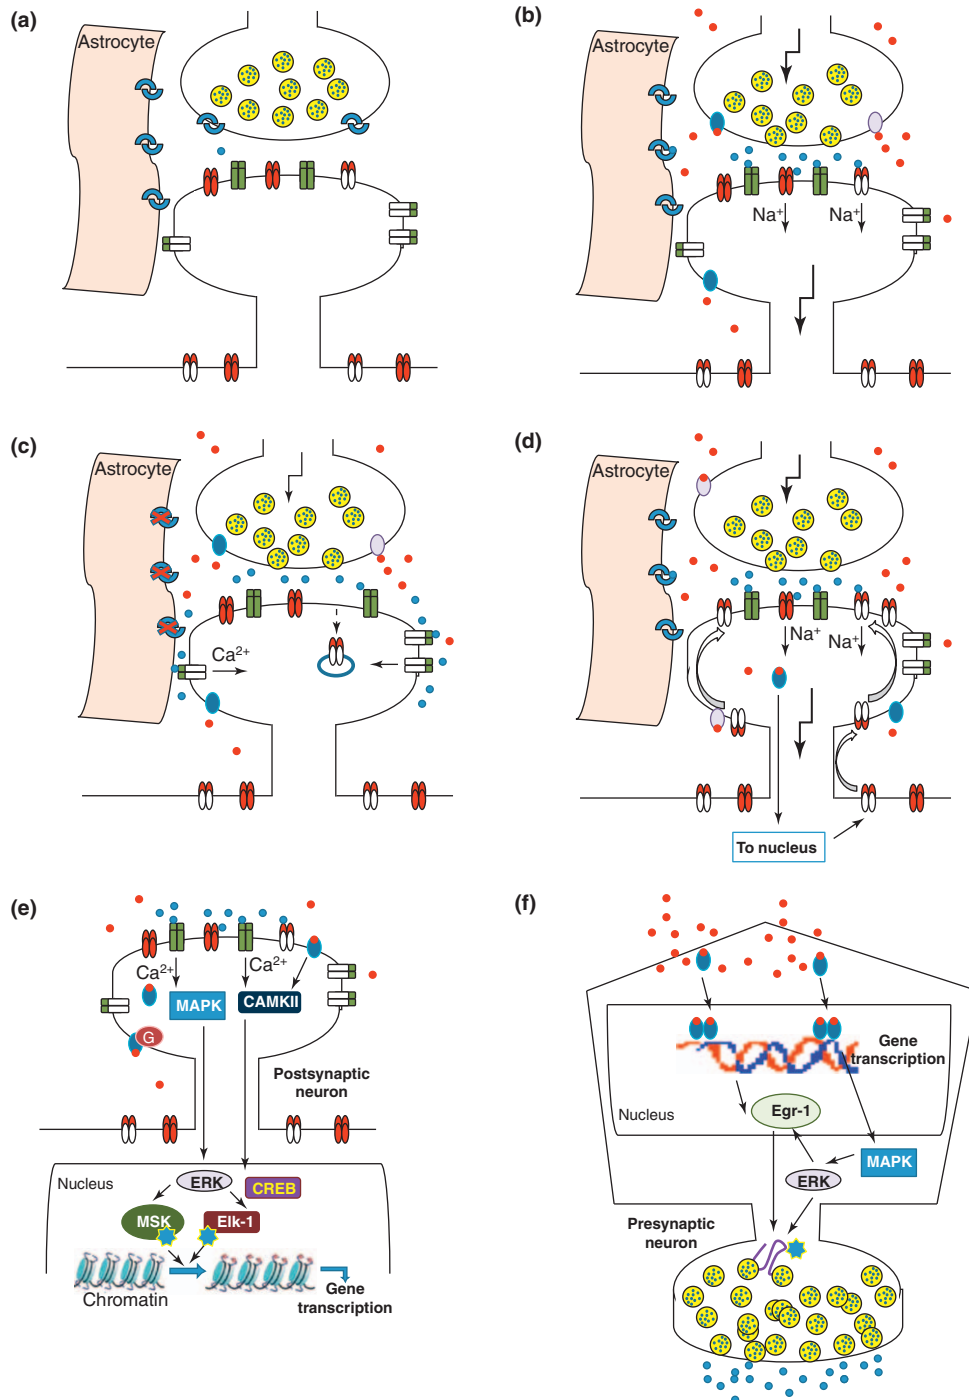 (a)
Astrocyte
(b)
Astrocyte
Na+
Na+
(c)
Astrocyte
Ca2+
(d)
Astrocyte
Na+
Na+
To nucleus
(e)
Ca2+
Ca2+
MAPK
CAMKII
G
Postsynaptic
neuron
Nucleus
ERK
CREB
MSK
Elk-1
Chromatin
Gene
transcription
(f)
Gene
transcription
Nucleus
Egr-1
MAPK
ERK
Presynaptic
neuron